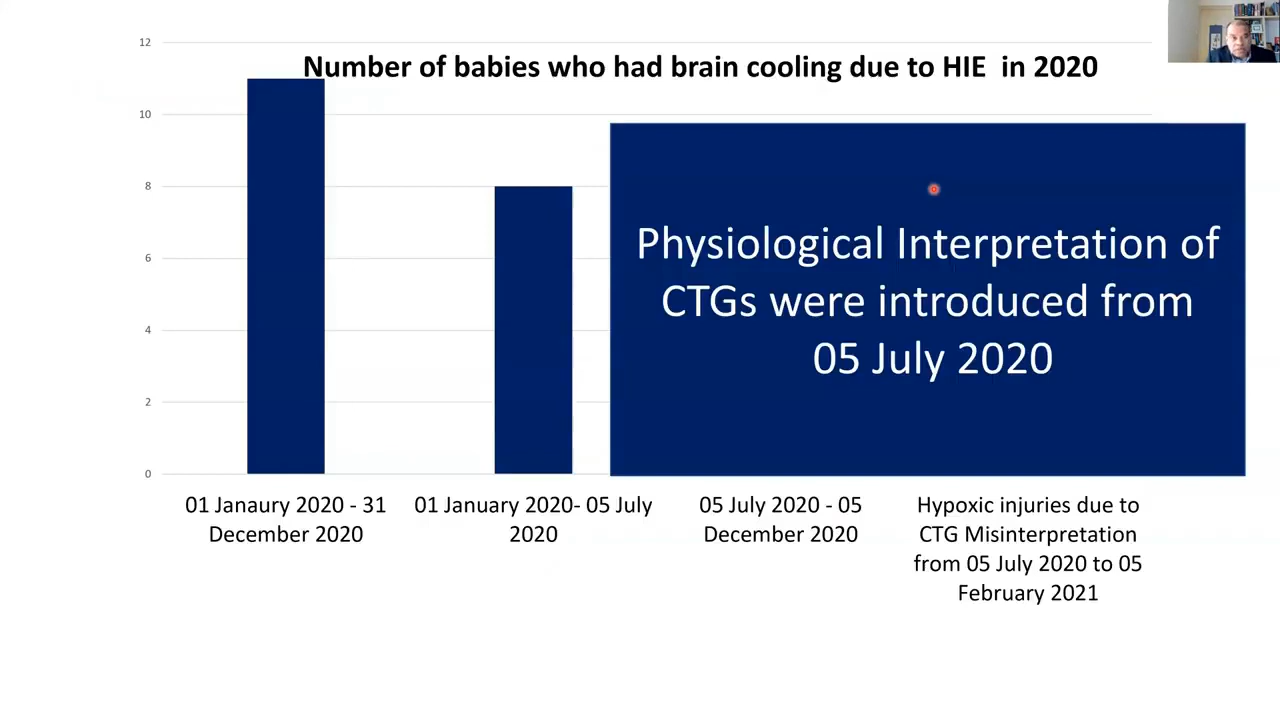 Number of babies who had brain cooling due to HIE in 2020
12
10
8
6
4
2
0
Physiological Interpretation of
CTGs were introduced from
05 July 2020
01 Janaury 2020 - 31
December 2020
01 January 2020- 05 July
2020
05 July 2020 - 05
December 2020
Hypoxic injuries due to
CTG Misinterpretation
from 05 July 2020 to 05
February 2021